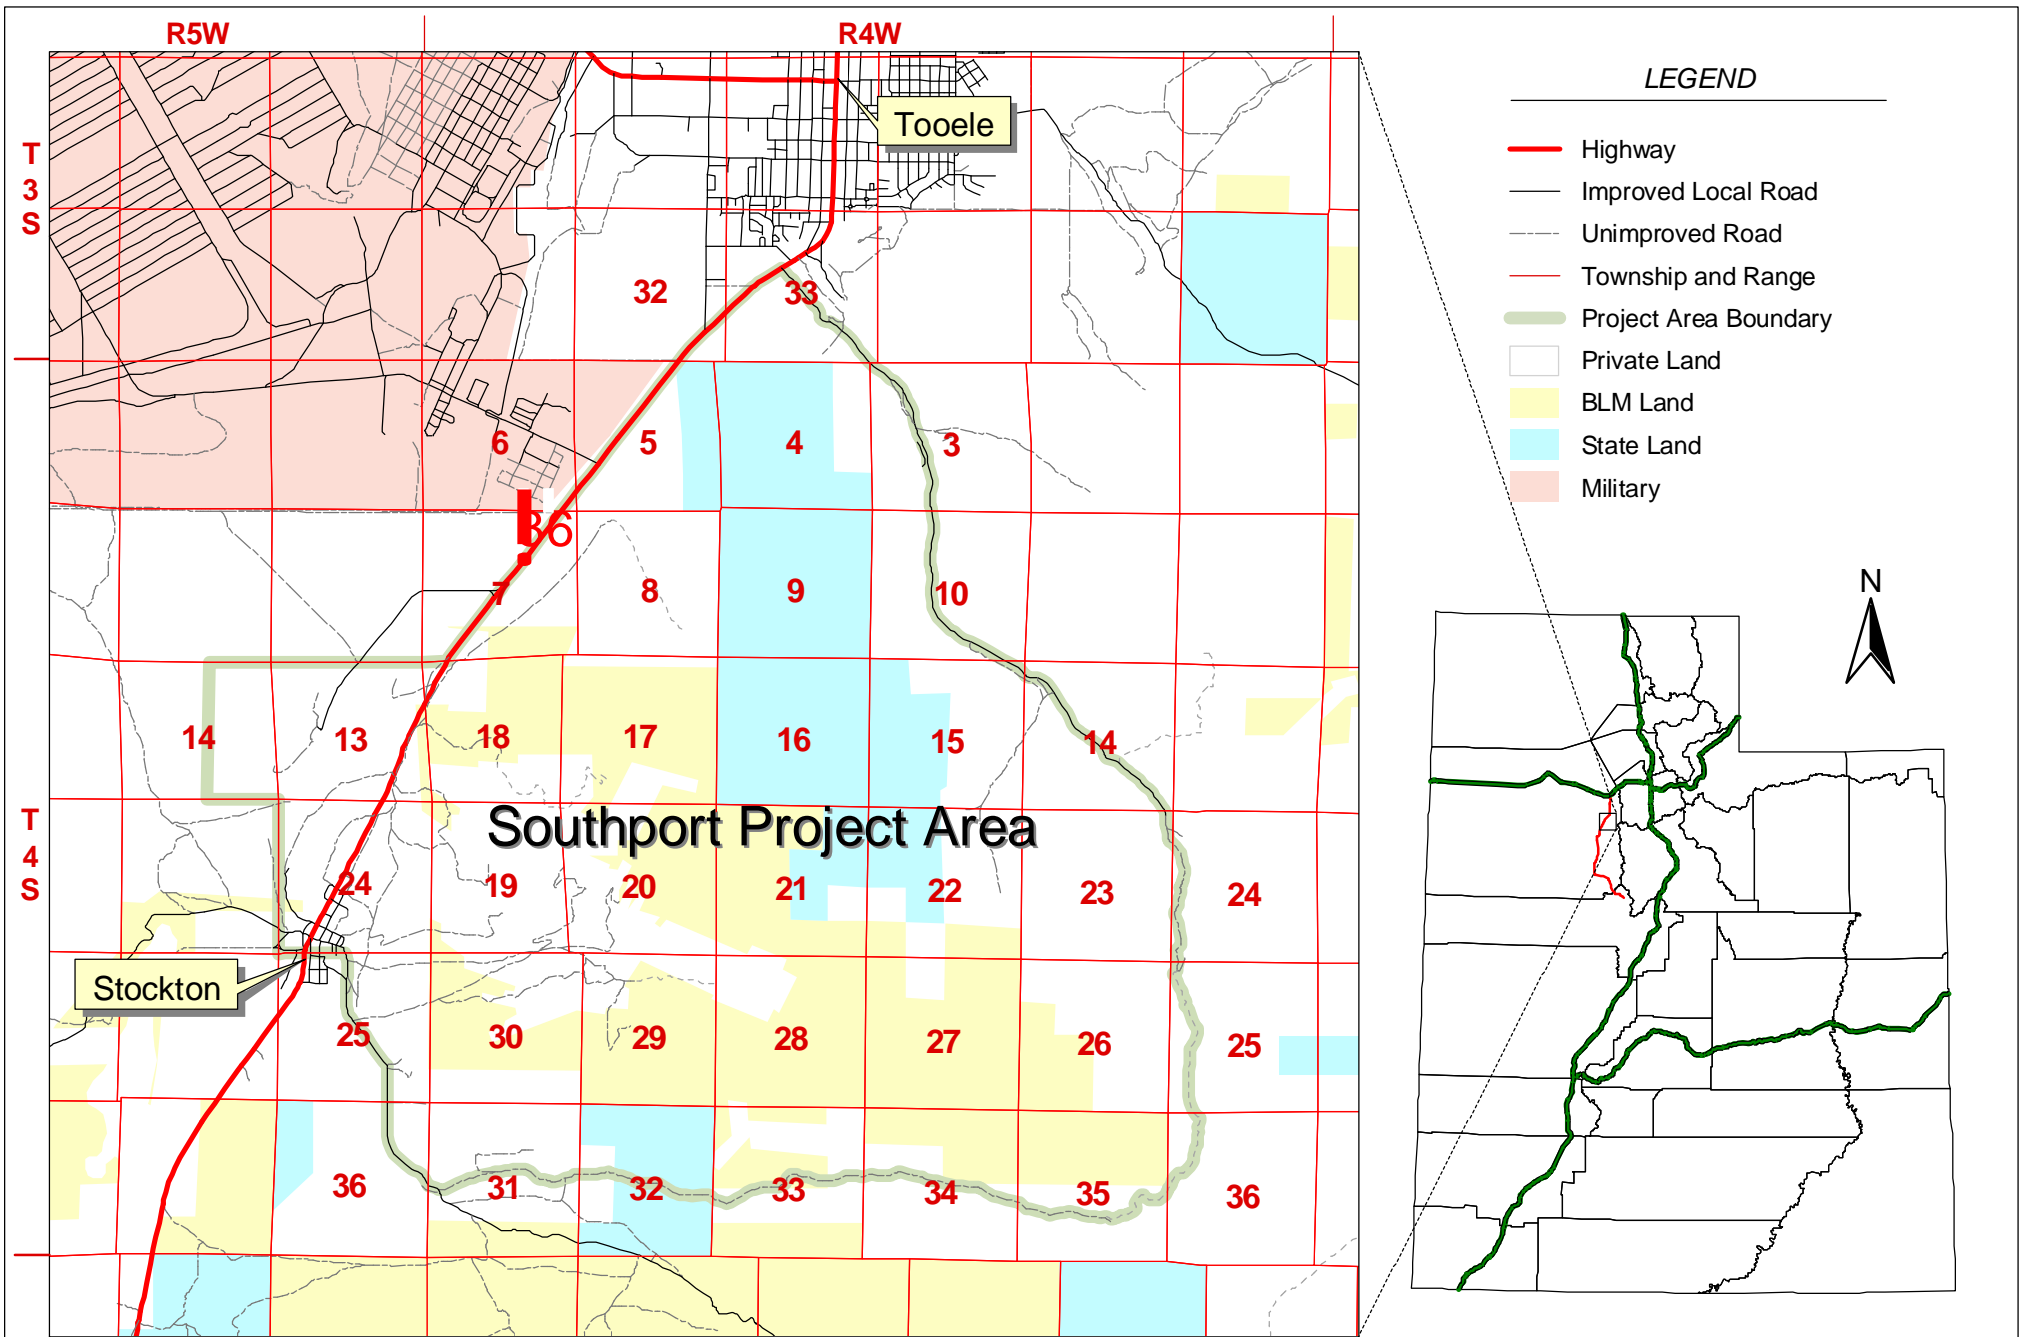 R5W
R4W
LEGEND
Tooele
Highway
T
3
S
Improved Local Road
Unimproved Road
Township and Range
32
33
Project Area Boundary
Private Land
BLM Land
6
5
4
3
State Land
Military
36
7
8
9
10
N
14
13
18
17
16
15
14
Southport Project Area
T
4
S
24
19
20
21
22
23
24
Stockton
25
30
29
28
27
26
25
36
31
32
33
34
35
36